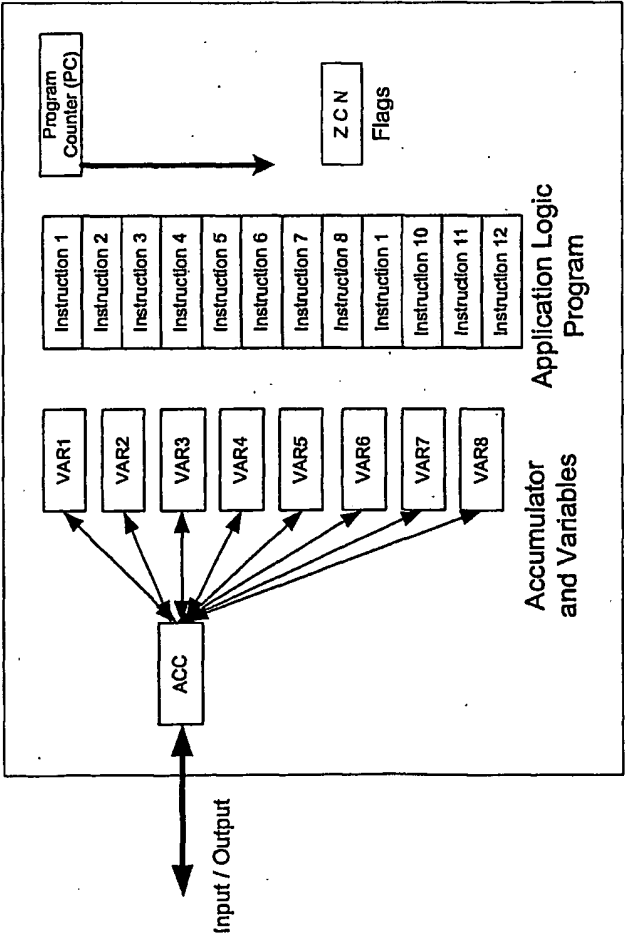 Input / Output
ACC
VAR1
VAR2
VAR3
VAR4
VAR5
VAR6
VAR7
VAR8
Accumulator
and Variables
Instruction 1
Instruction 2
Instruction 3
Instruction 4
Instruction 5
Instruction 6
Instruction 7
Instruction 8
Instruction 1
Instruction 10
Instruction 11
Instruction 12
Application Logic
Program
Program
Counter (PC)
Z C N
Flags